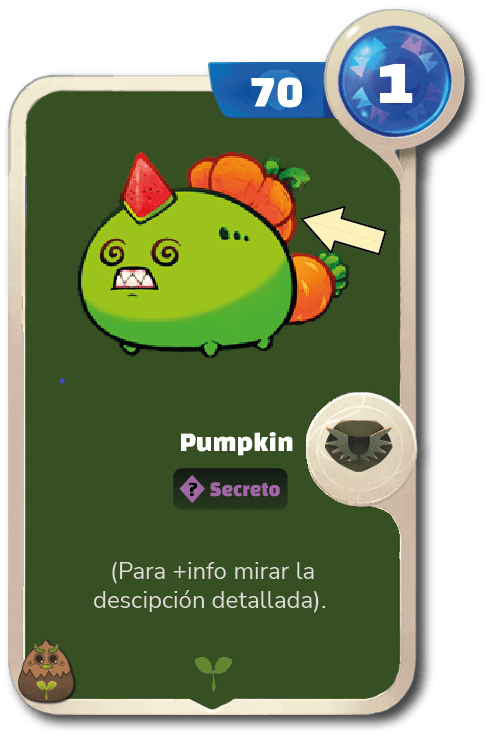 70
1
Pumpkin
? Secreto
(Para +info mirar la
descipción detallada).